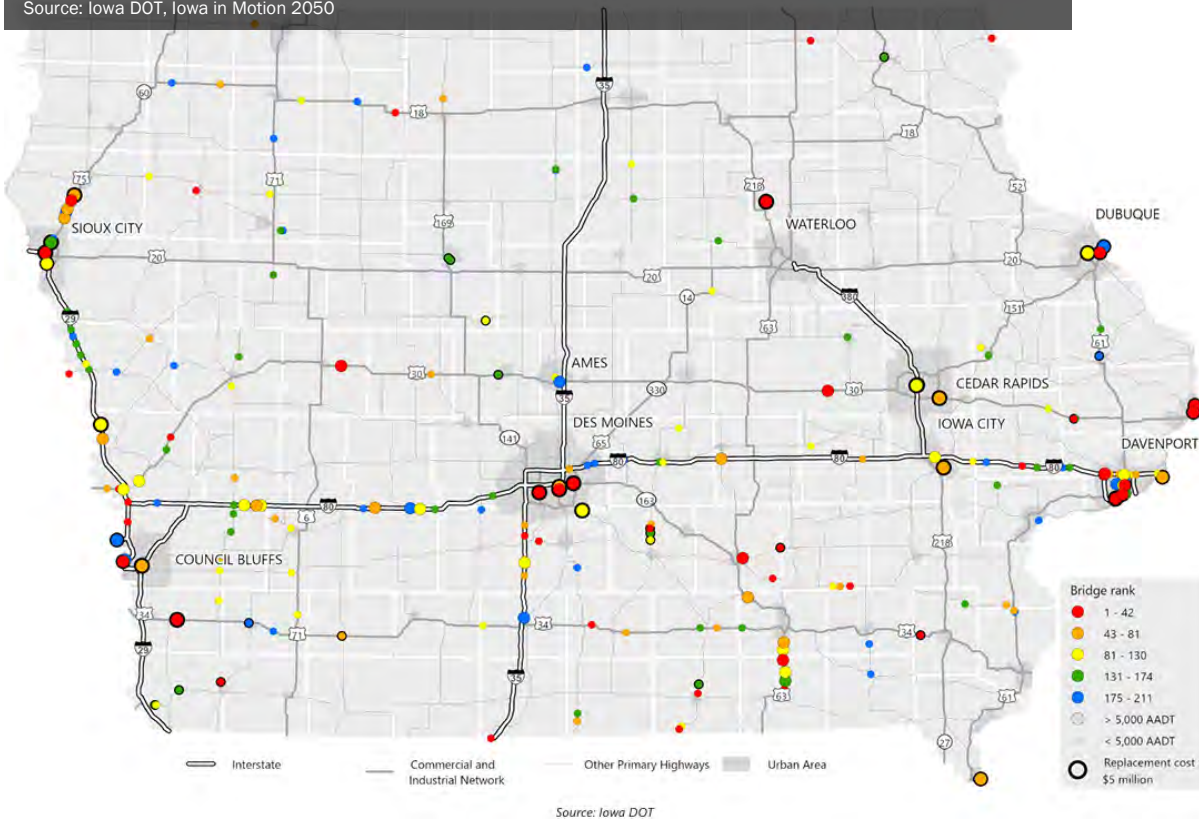 Source: Iowa DOT, Iowa in Motion 2050
35
60
18
18
75
71
218
52
SIOUX CITY
169
WATERLOO
DUBUQUE
20
20
20
14
380
29
63
151
61
AMES
30
330
30
CEDAR RAPIDS
35
DES MOINES
IOWA CITY
141
65
DAVENPORT
80
80
80
163
80
6
218
COUNCIL BLUFFS
34
71
34
34
29
35
63
61
27
Bridge rank
1 - 42
43 - 81
81 - 130
131 - 174
175 - 211
> 5,000 AADT
< 5,000 AADT
Replacement cost
$5 million
Interstate
Commercial and
Industrial Network
Other Primary Highways
Urban Area
Source: Iowa DOT